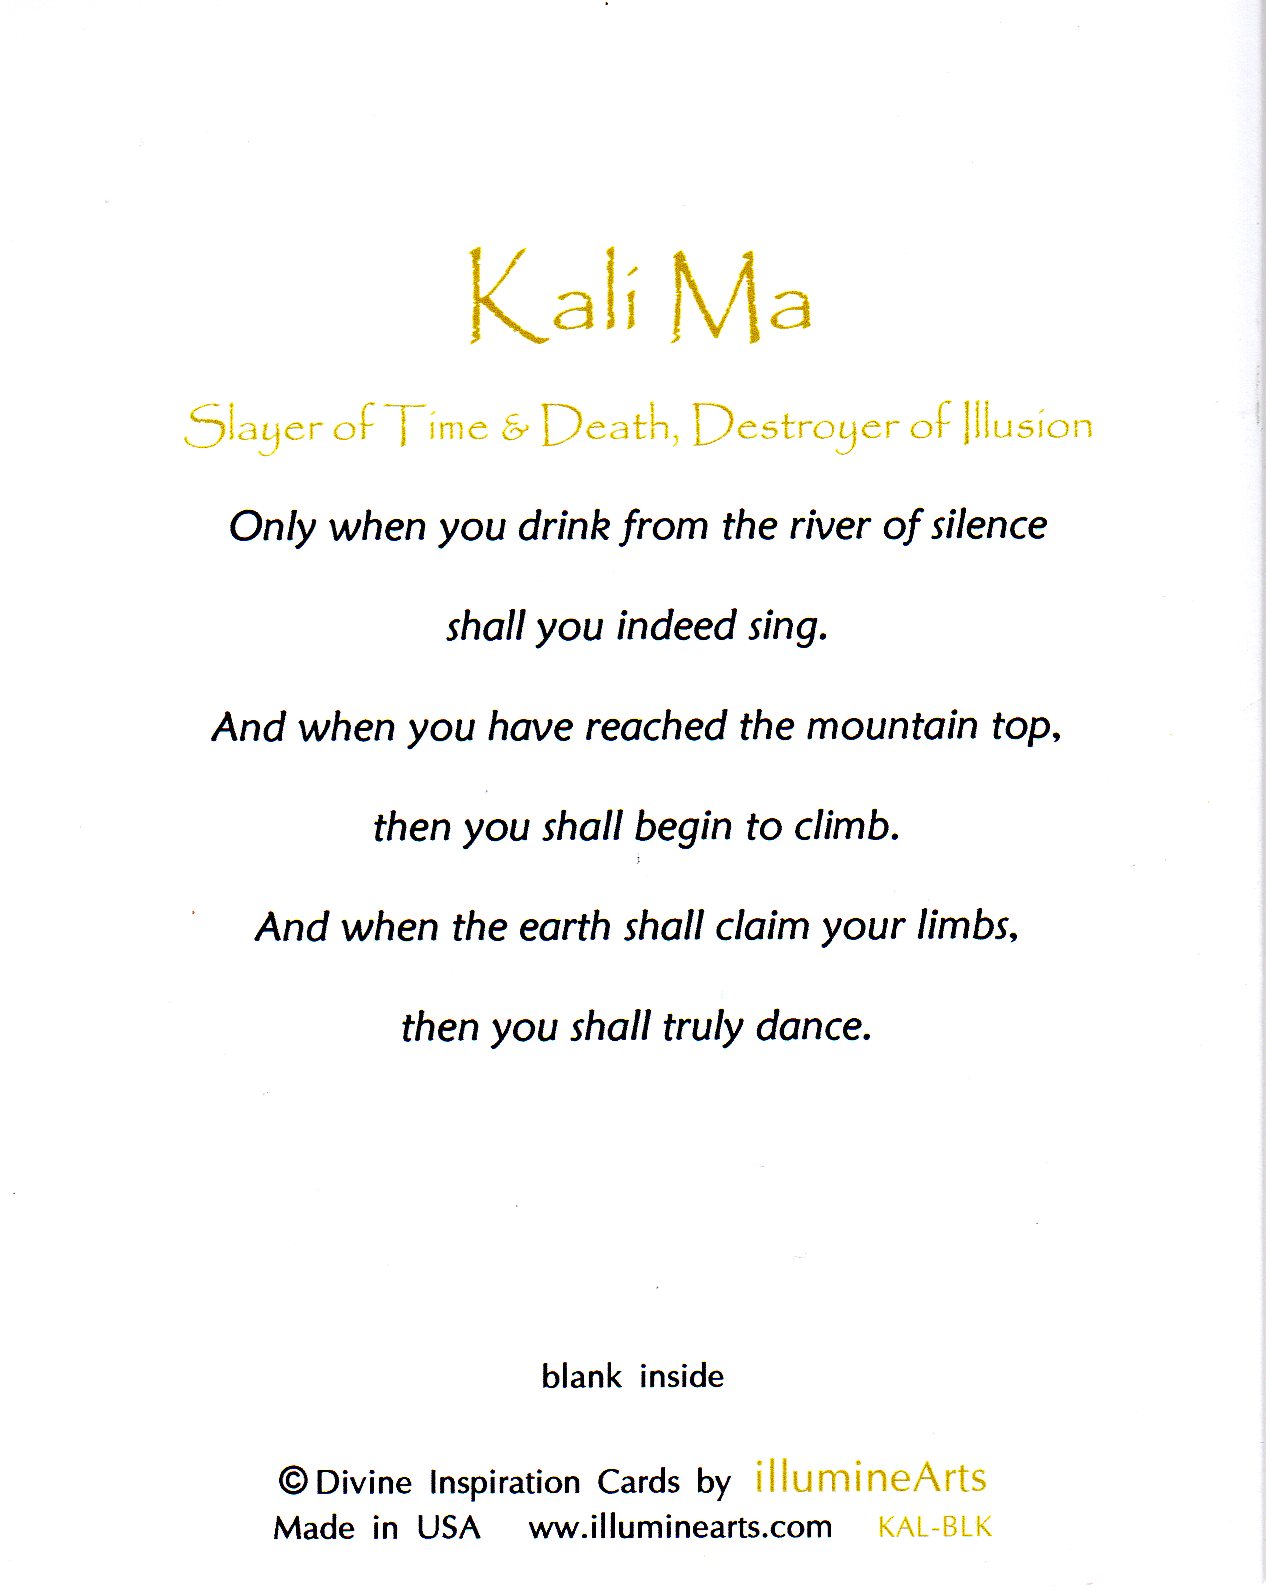 Kali Ma
Slayer of Time & Death, Destroyer of Illusion
Only when you drink from the river of silence
shall you indeed sing.
And when you have reached the mountain top,
then you shall begin to climb.
And when the earth shall claim your limbs,
then you shall truly dance.
blank inside
© Divine Inspiration Cards by illumineArts
Made in USA ww.illuminearts.com KAL-BLK